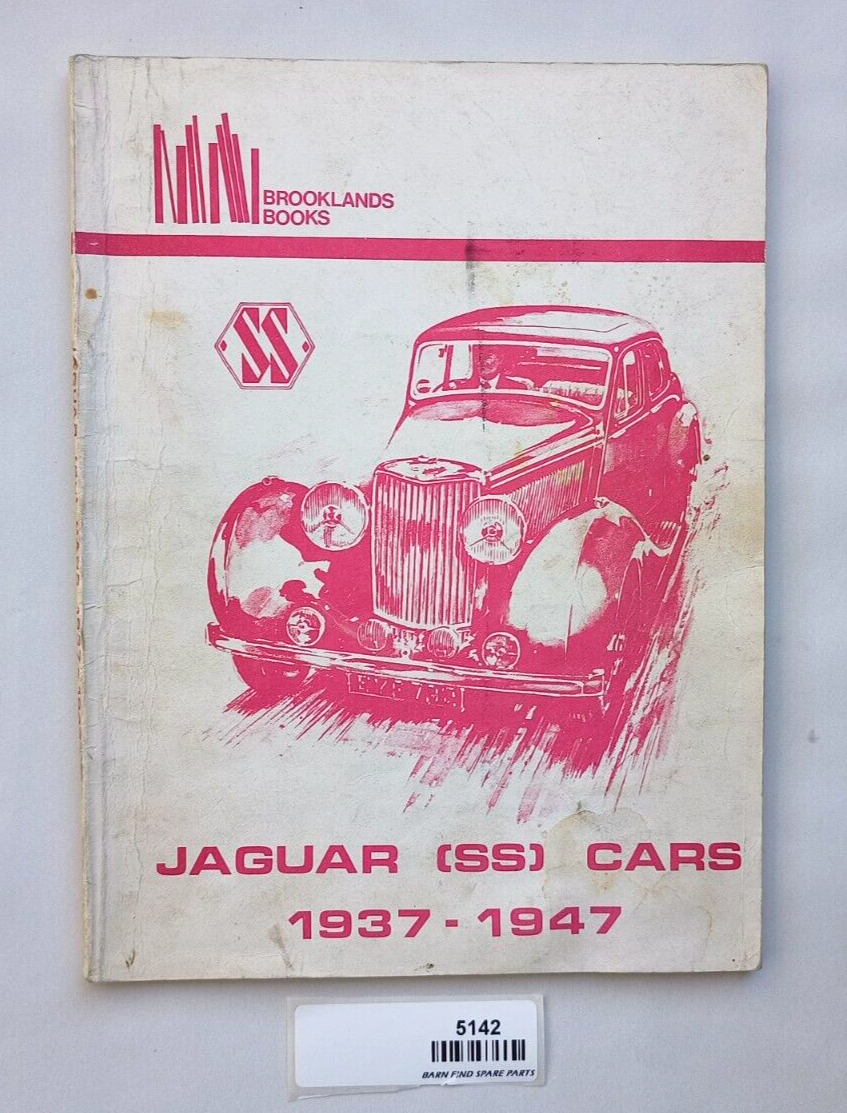 BROOKLANDS
BOOKS
SS
JAGUAR (SS) CARS
1937 - 1947
5142
BARN FIND SPARE PARTS